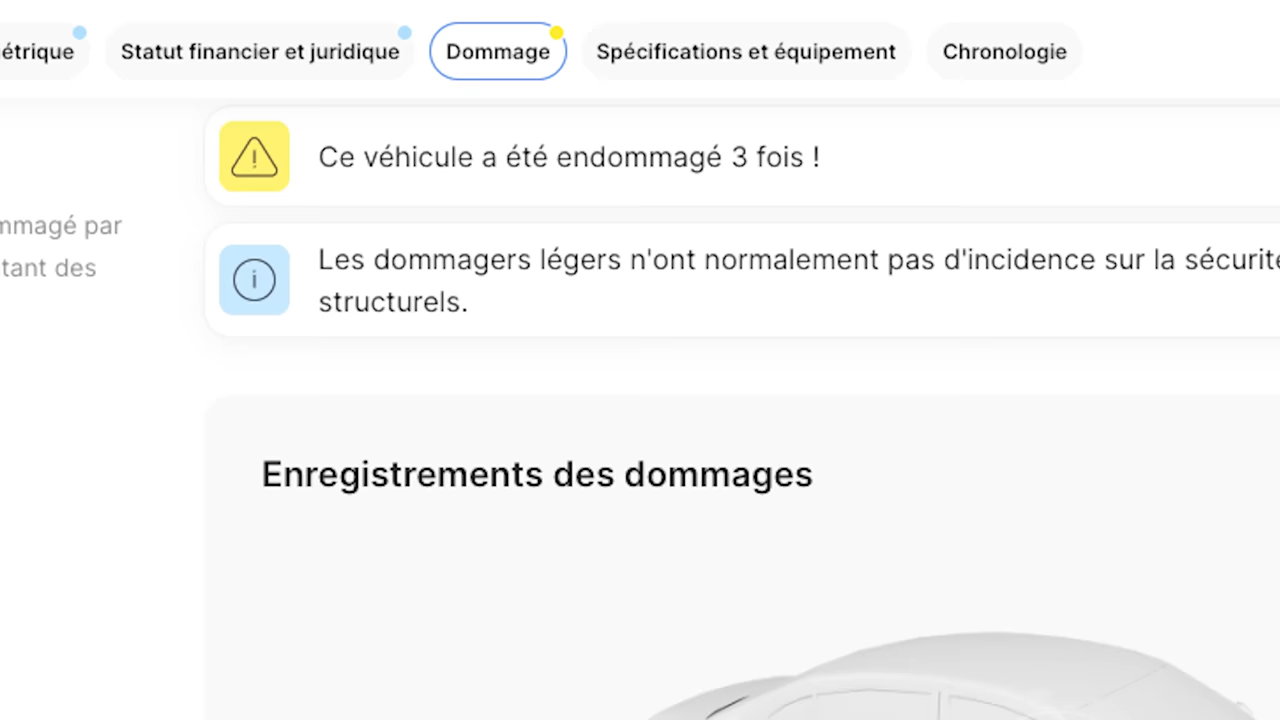 étrique
Statut financier et juridique
Dommage
Spécifications et équipement
Chronologie
Ce véhicule a été endommagé 3 fois !
mmagé par
tant des
Les dommagers légers n'ont normalement pas d'incidence sur la sécurité
structurels.
Enregistrements des dommages